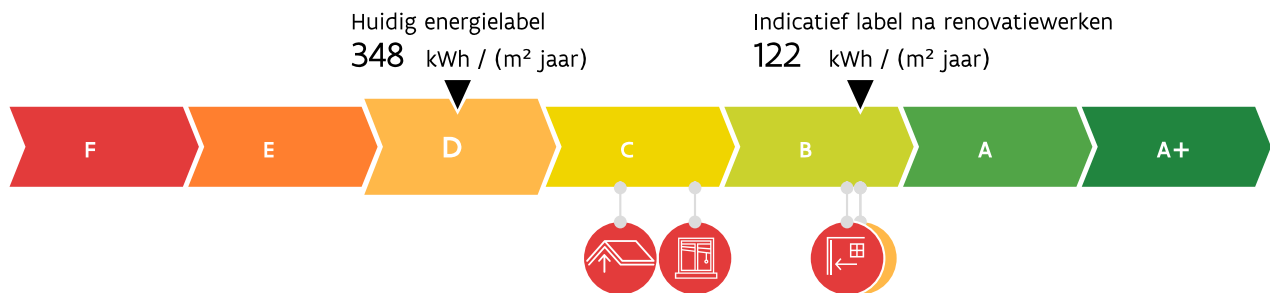 Huidig energielabel
348 kWh / (m² jaar)
Indicatief label na renovatiewerken
122 kWh / (m² jaar)
F E D C B A A+